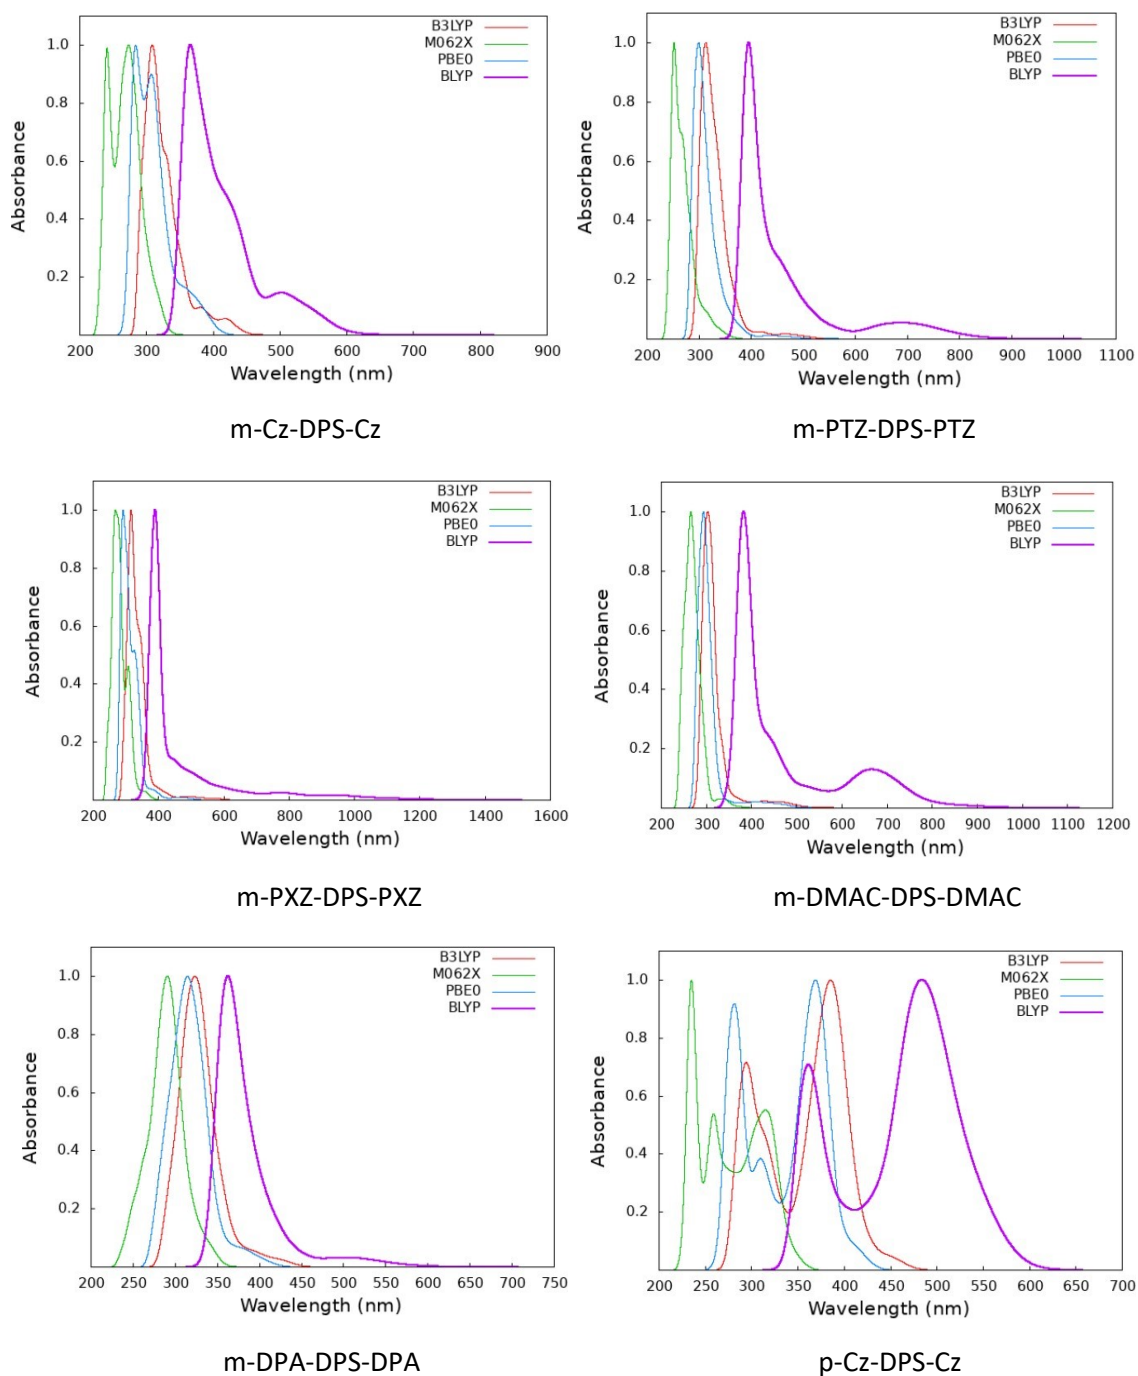 B3LYP
M062X
PBE0
BLYP
1.0
0.8
0.6
0.4
0.2
Absorbance
200 300 400 500 600 700 800 900
Wavelength (nm)
m-Cz-DPS-Cz
B3LYP
M062X
PBE0
BLYP
1.0
0.8
0.6
0.4
0.2
Absorbance
200 300 400 500 600 700 800 900 1000 1100
Wavelength (nm)
m-PTZ-DPS-PTZ
B3LYP
M062X
PBE0
BLYP
1.0
0.8
0.6
0.4
0.2
Absorbance
200 400 600 800 1000 1200 1400 1600
Wavelength (nm)
m-PXZ-DPS-PXZ
B3LYP
M062X
PBE0
BLYP
1.0
0.8
0.6
0.4
0.2
Absorbance
200 300 400 500 600 700 800 900 1000 1100 1200
Wavelength (nm)
m-DMAC-DPS-DMAC
B3LYP
M062X
PBE0
BLYP
1.0
0.8
0.6
0.4
0.2
Absorbance
200 250 300 350 400 450 500 550 600 650 700 750
Wavelength (nm)
m-DPA-DPS-DPA
B3LYP
M062X
PBE0
BLYP
1.0
0.8
0.6
0.4
0.2
Absorbance
200 250 300 350 400 450 500 550 600 650 700
Wavelength (nm)
p-Cz-DPS-Cz